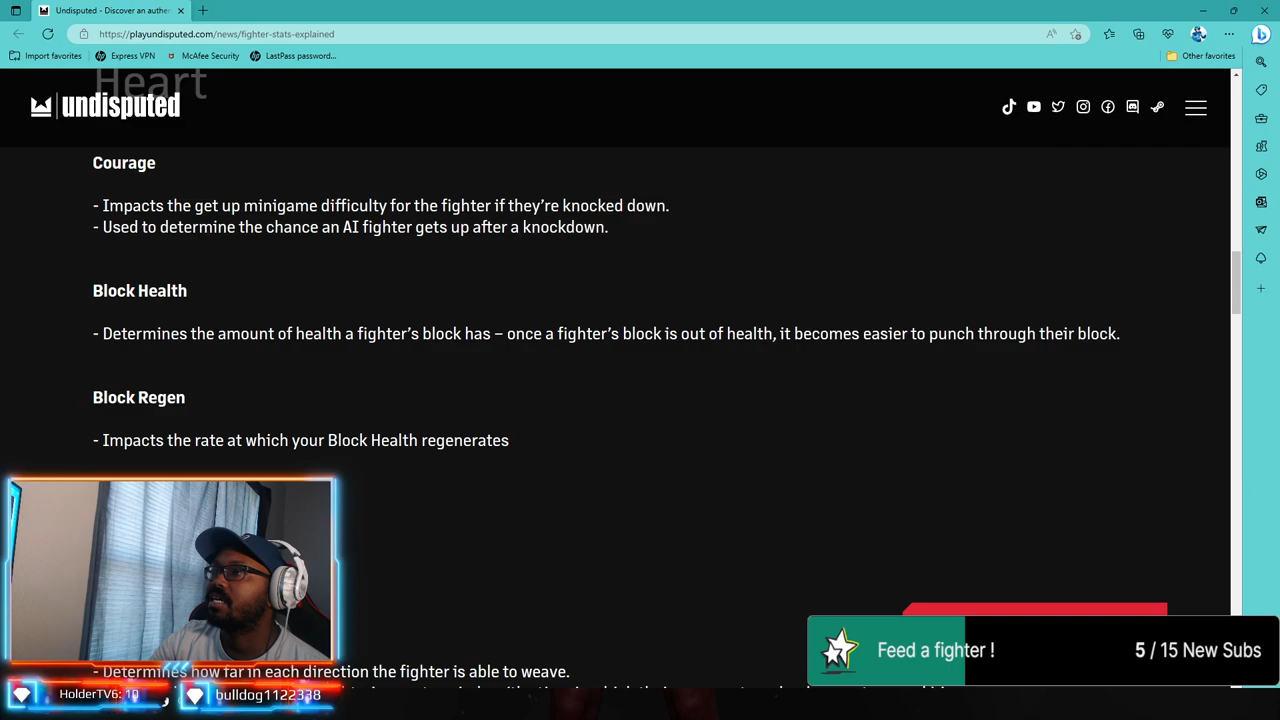 Undisputed - Discover an authe
https://playundisputed.com/news/fighter-stats-explained
Import favorites
Express VPN
McAfee Security
LastPass password...
Other favorites
Heart
undisputed
Courage
- Impacts the get up minigame difficulty for the fighter if they’re knocked down.
- Used to determine the chance an AI fighter gets up after a knockdown.
Block Health
- Determines the amount of health a fighter’s block has – once a fighter’s block is out of health, it becomes easier to punch through their block.
Block Regen
- Impacts the rate at which your Block Health regenerates
- Determines how far in each direction the fighter is able to weave.
Feed a fighter !
5 / 15 New Subs
HolderTV6: 10
bulldog1122338